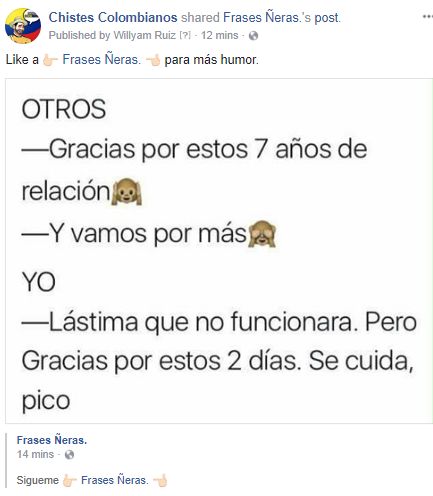 Chistes Colombianos shared Frases Ñeras.'s post.
Published by Willyam Ruiz [?] · 12 mins ·
Like a 👉🏻 Frases Ñeras. 👈🏻 para más humor.
OTROS
—Gracias por estos 7 años de
relación🙉
—Y vamos por más🙈
YO
—Lástima que no funcionara. Pero
Gracias por estos 2 días. Se cuida,
pico
Frases Ñeras.
14 mins ·
Sigueme 👉🏻 Frases Ñeras. 👈🏻